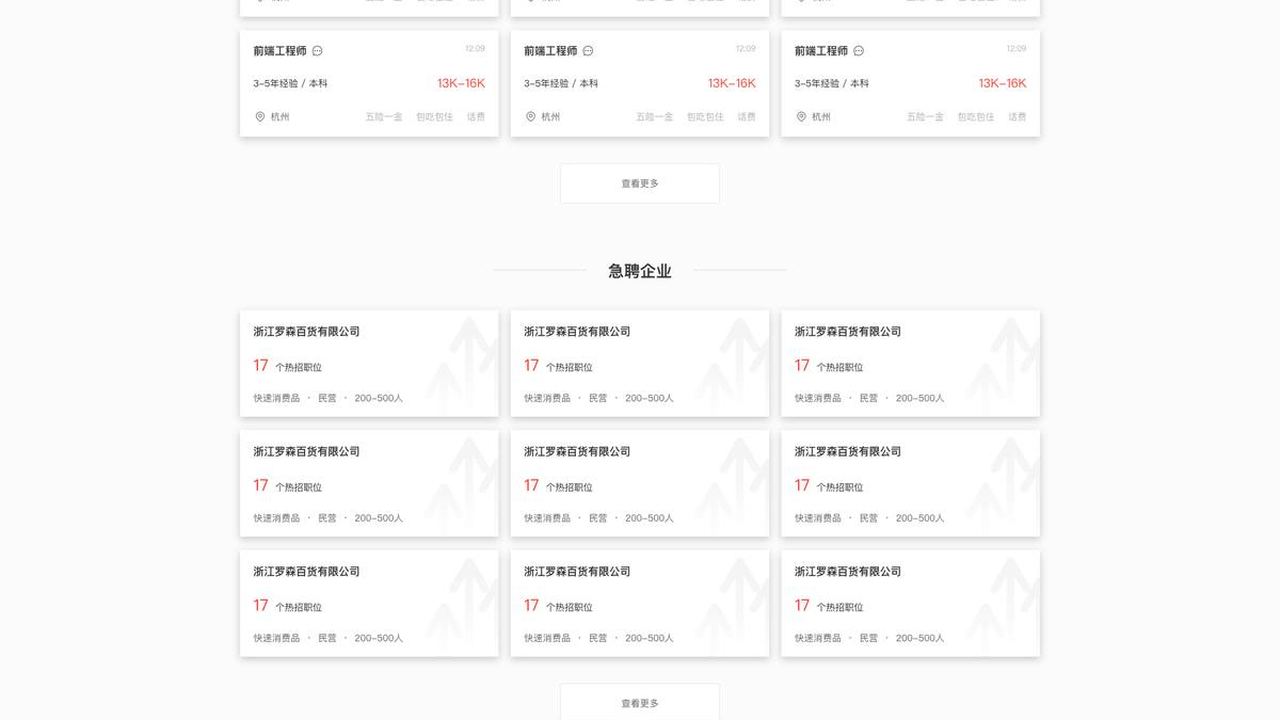 前端工程师 12:09 前端工程师 12:09 前端工程师 12:09
3-5年经验 / 本科 13K-16K 3-5年经验 / 本科 13K-16K 3-5年经验 / 本科 13K-16K
杭州 五险一金 包吃包住 话费 杭州 五险一金 包吃包住 话费 杭州 五险一金 包吃包住 话费
查看更多
急聘企业
浙江罗森百货有限公司 浙江罗森百货有限公司 浙江罗森百货有限公司
17 个热招职位 17 个热招职位 17 个热招职位
快速消费品 · 民营 · 200-500人 快速消费品 · 民营 · 200-500人 快速消费品 · 民营 · 200-500人
浙江罗森百货有限公司 浙江罗森百货有限公司 浙江罗森百货有限公司
17 个热招职位 17 个热招职位 17 个热招职位
快速消费品 · 民营 · 200-500人 快速消费品 · 民营 · 200-500人 快速消费品 · 民营 · 200-500人
浙江罗森百货有限公司 浙江罗森百货有限公司 浙江罗森百货有限公司
17 个热招职位 17 个热招职位 17 个热招职位
快速消费品 · 民营 · 200-500人 快速消费品 · 民营 · 200-500人 快速消费品 · 民营 · 200-500人
查看更多